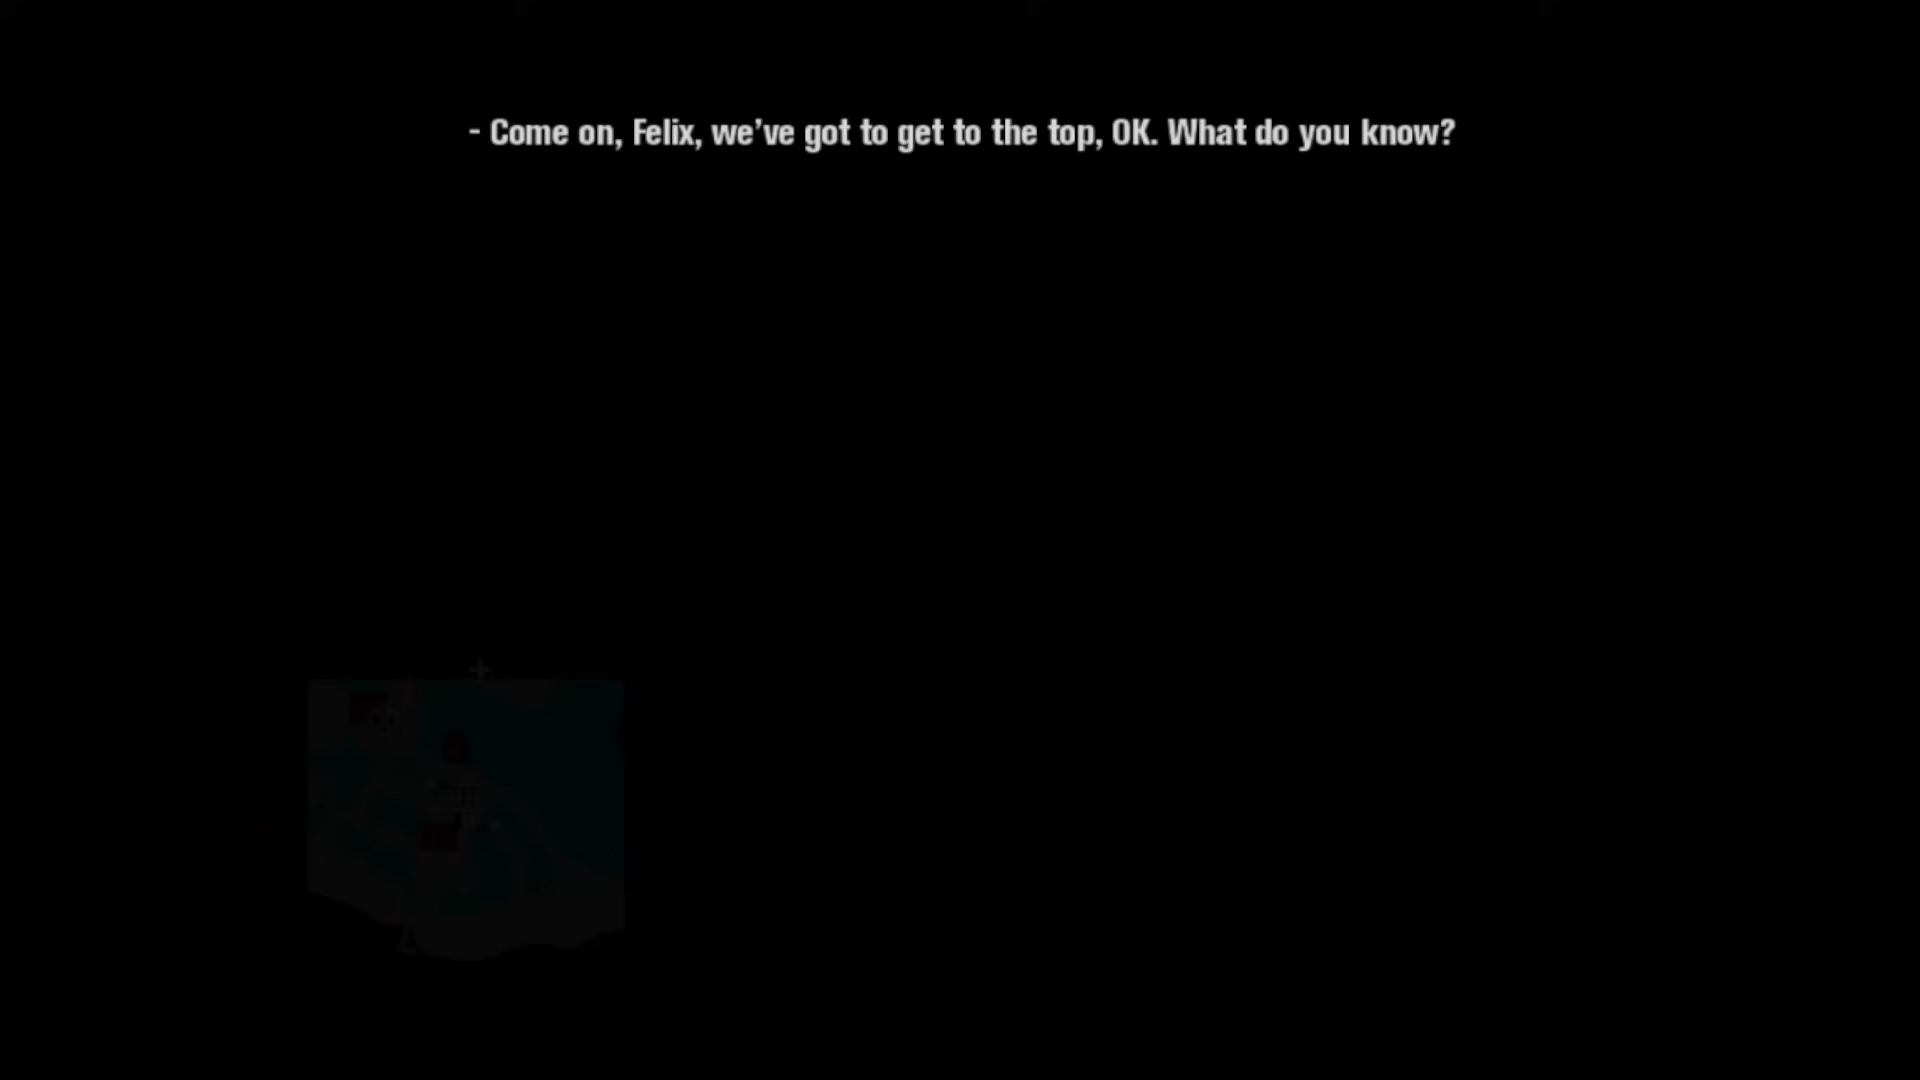 - Come on, Felix, we’ve got to get to the top, OK. What do you know?